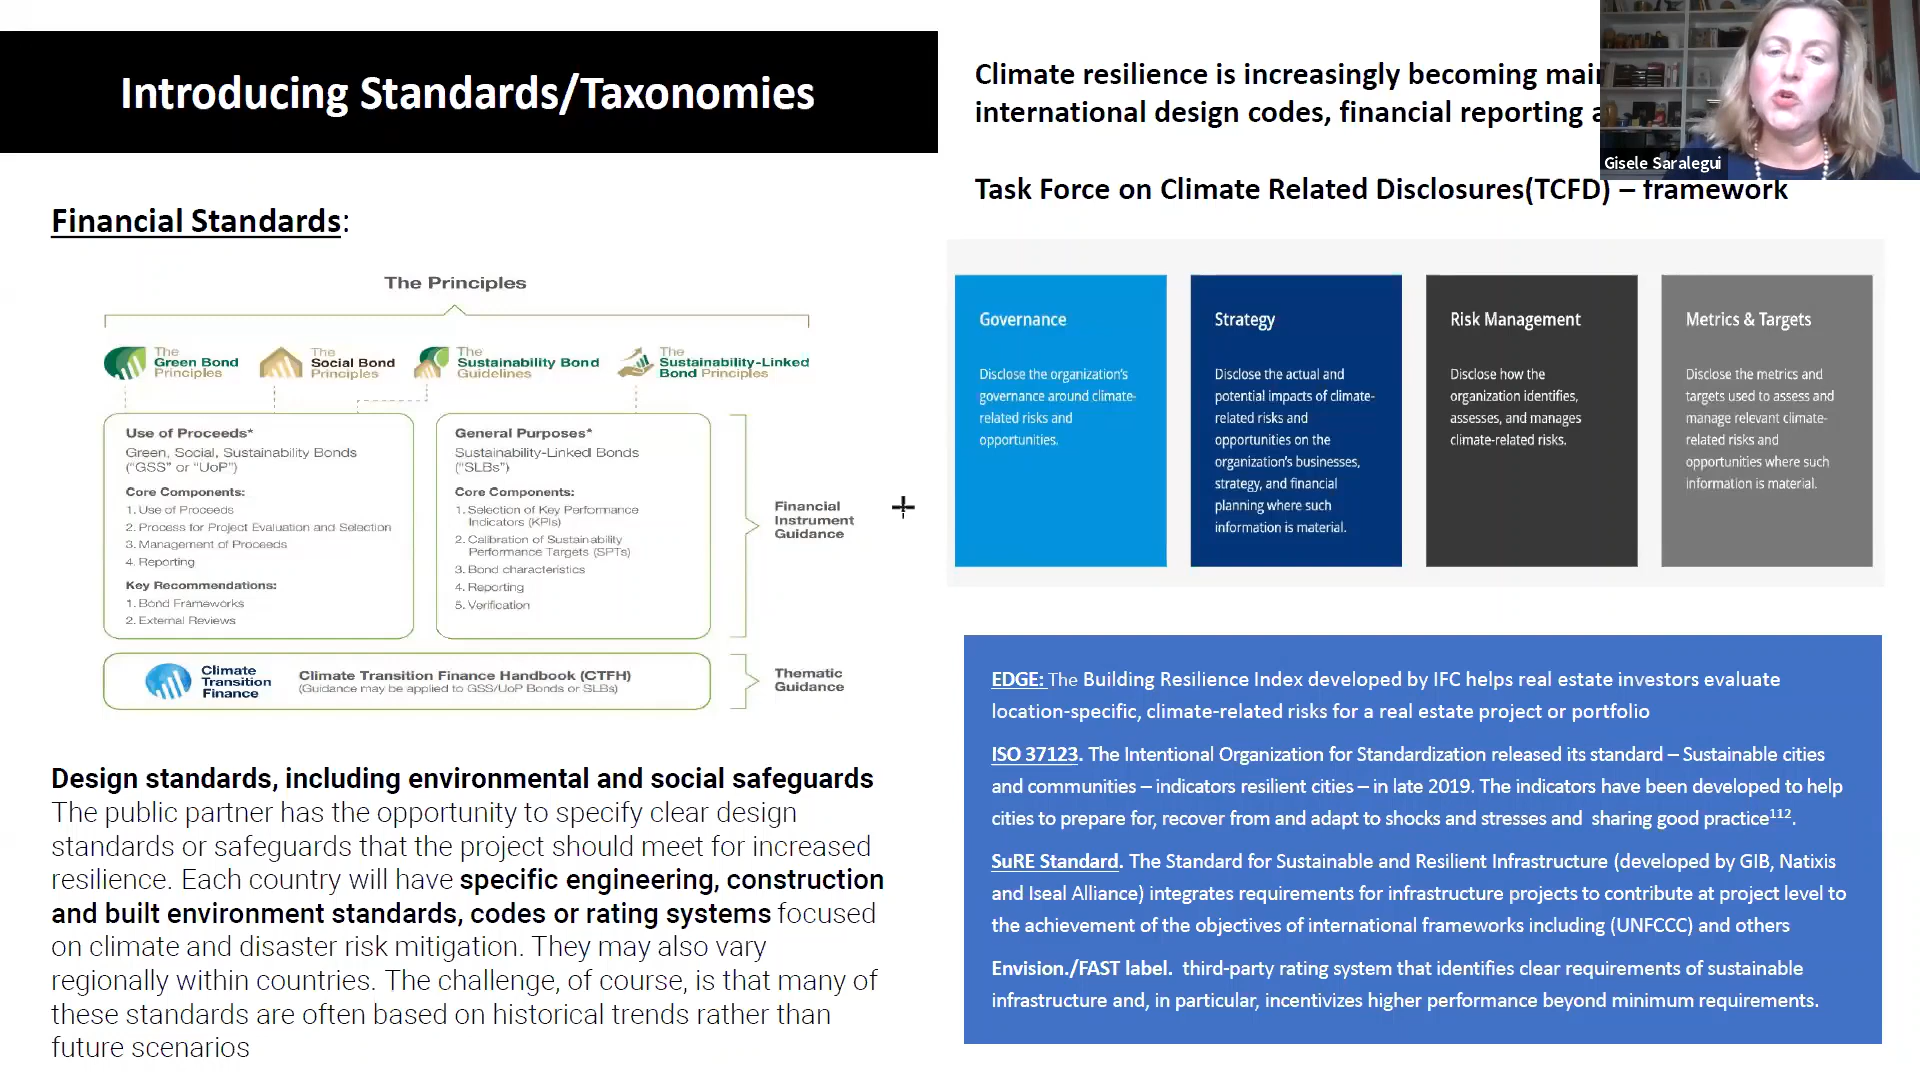 Introducing Standards/Taxonomies
Financial Standards:
The Principles
The
Green Bond
Principles
The
Social Bond
Principles
The
Sustainability Bond
Guidelines
The
Sustainability-Linked
Bond Principles
Use of Proceeds*
Green, Social, Sustainability Bonds
("GSS" or "UoP")
Core Components:
1. Use of Proceeds
2. Process for Project Evaluation and Selection
3. Management of Proceeds
4. Reporting
Key Recommendations:
1. Bond Frameworks
2. External Reviews
General Purposes*
Sustainability-Linked Bonds
("SLBs")
Core Components:
1. Selection of Key Performance
Indicators (KPIs)
2. Calibration of Sustainability
Performance Targets (SPTs)
3. Bond characteristics
4. Reporting
5. Verification
Financial
Instrument
Guidance
Climate
Transition
Finance
Climate Transition Finance Handbook (CTFH)
(Guidance may be applied to GSS/UoP Bonds or SLBs)
Thematic
Guidance
Design standards, including environmental and social safeguards
The public partner has the opportunity to specify clear design
standards or safeguards that the project should meet for increased
resilience. Each country will have specific engineering, construction
and built environment standards, codes or rating systems focused
on climate and disaster risk mitigation. They may also vary
regionally within countries. The challenge, of course, is that many of
these standards are often based on historical trends rather than
future scenarios
Climate resilience is increasingly becoming
international design codes, financial reporting
Gisele Saralegui
Task Force on Climate Related Disclosures(TCFD) – framework
Governance
Disclose the organization's
governance around climate-
related risks and
opportunities.
Strategy
Disclose the actual and
potential impacts of climate-
related risks and
opportunities on the
organization's businesses,
strategy, and financial
planning where such
information is material.
Risk Management
Disclose how the
organization identifies,
assesses, and manages
climate-related risks.
Metrics & Targets
Disclose the metrics and
targets used to assess and
manage relevant climate-
related risks and
opportunities where such
information is material.
EDGE: The Building Resilience Index developed by IFC helps real estate investors evaluate
location-specific, climate-related risks for a real estate project or portfolio
ISO 37123. The Intentional Organization for Standardization released its standard – Sustainable cities
and communities – indicators resilient cities – in late 2019. The indicators have been developed to help
cities to prepare for, recover from and adapt to shocks and stresses and sharing good practice¹¹².
SuRE Standard. The Standard for Sustainable and Resilient Infrastructure (developed by GIB, Natixis
and Iseal Alliance) integrates requirements for infrastructure projects to contribute at project level to
the achievement of the objectives of international frameworks including (UNFCCC) and others
Envision./FAST label. third-party rating system that identifies clear requirements of sustainable
infrastructure and, in particular, incentivizes higher performance beyond minimum requirements.